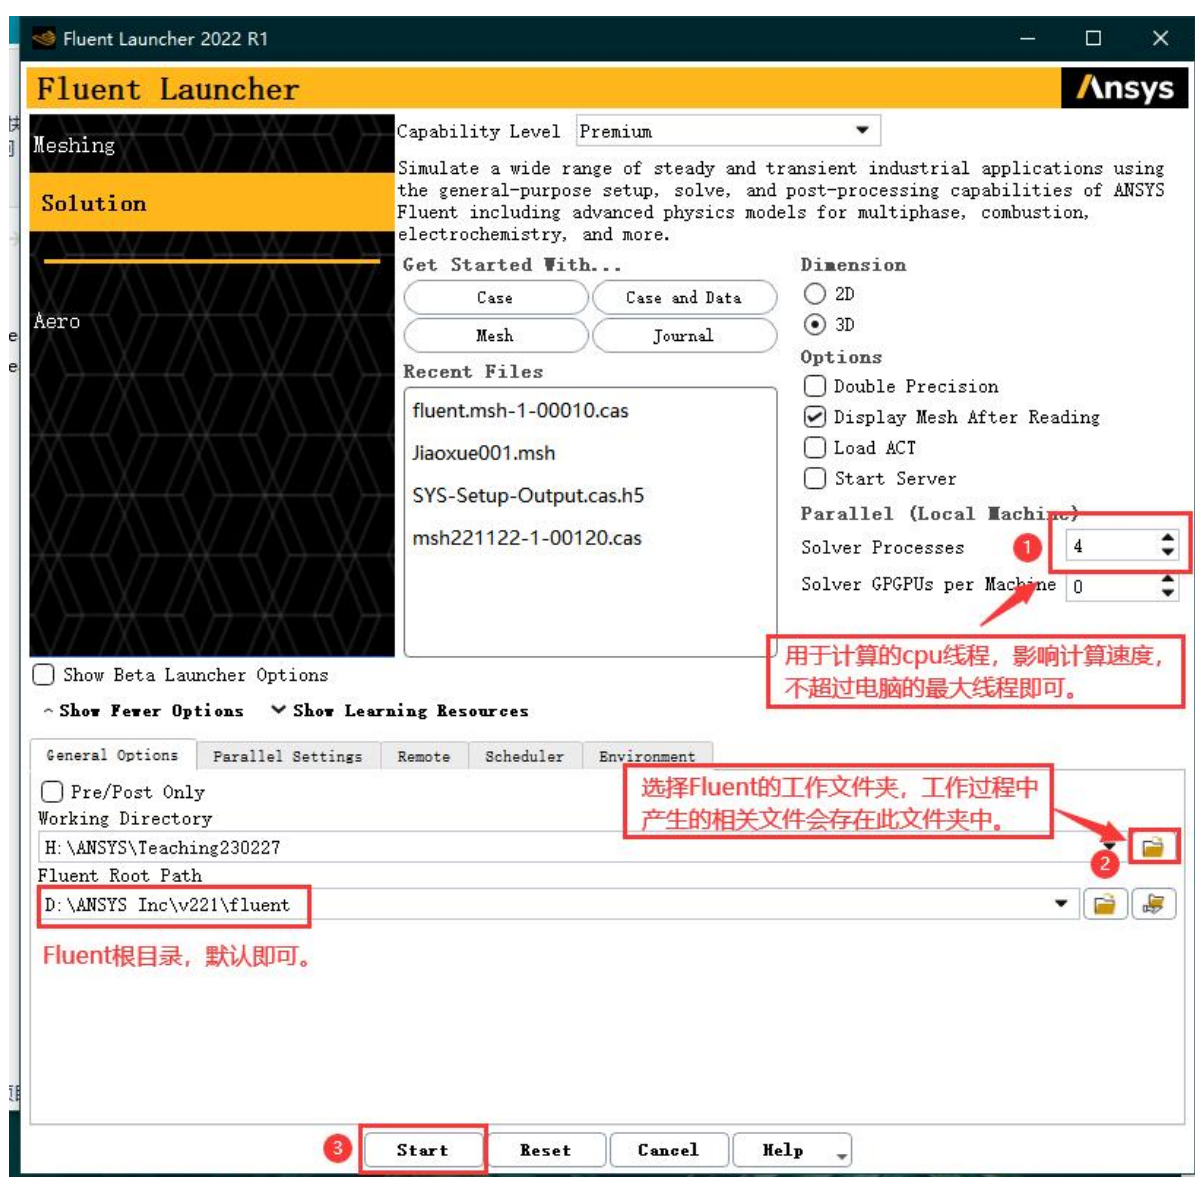 Fluent Launcher 2022 R1
Fluent Launcher
Ansys
Meshing
Solution
Aero
Capability Level Premium
Simulate a wide range of steady and transient industrial applications using
the general-purpose setup, solve, and post-processing capabilities of ANSYS
Fluent including advanced physics models for multiphase, combustion,
electrochemistry, and more.
Get Started With...
Case
Case and Data
Mesh
Journal
Recent Files
fluent.msh-1-00010.cas
Jiaoxue001.msh
SYS-Setup-Output.cas.h5
msh221122-1-00120.cas
Dimension
2D
3D
Options
Double Precision
Display Mesh After Reading
Load ACT
Start Server
Parallel (Local Machine)
Solver Processes 1 4
Solver GPGPUs per Machine 0
用于计算的cpu线程，影响计算速度，
不超过电脑的最大线程即可。
Show Beta Launcher Options
Show Fewer Options Show Learning Resources
General Options Parallel Settings Remote Scheduler Environment
Pre/Post Only
选择Fluent的工作文件夹，工作过程中
产生的相关文件会存在此文件夹中。
Working Directory
H:\ANSYS\Teaching230227
2
Fluent Root Path
D:\ANSYS Inc\v221\fluent
Fluent根目录，默认即可。
3 Start Reset Cancel Help